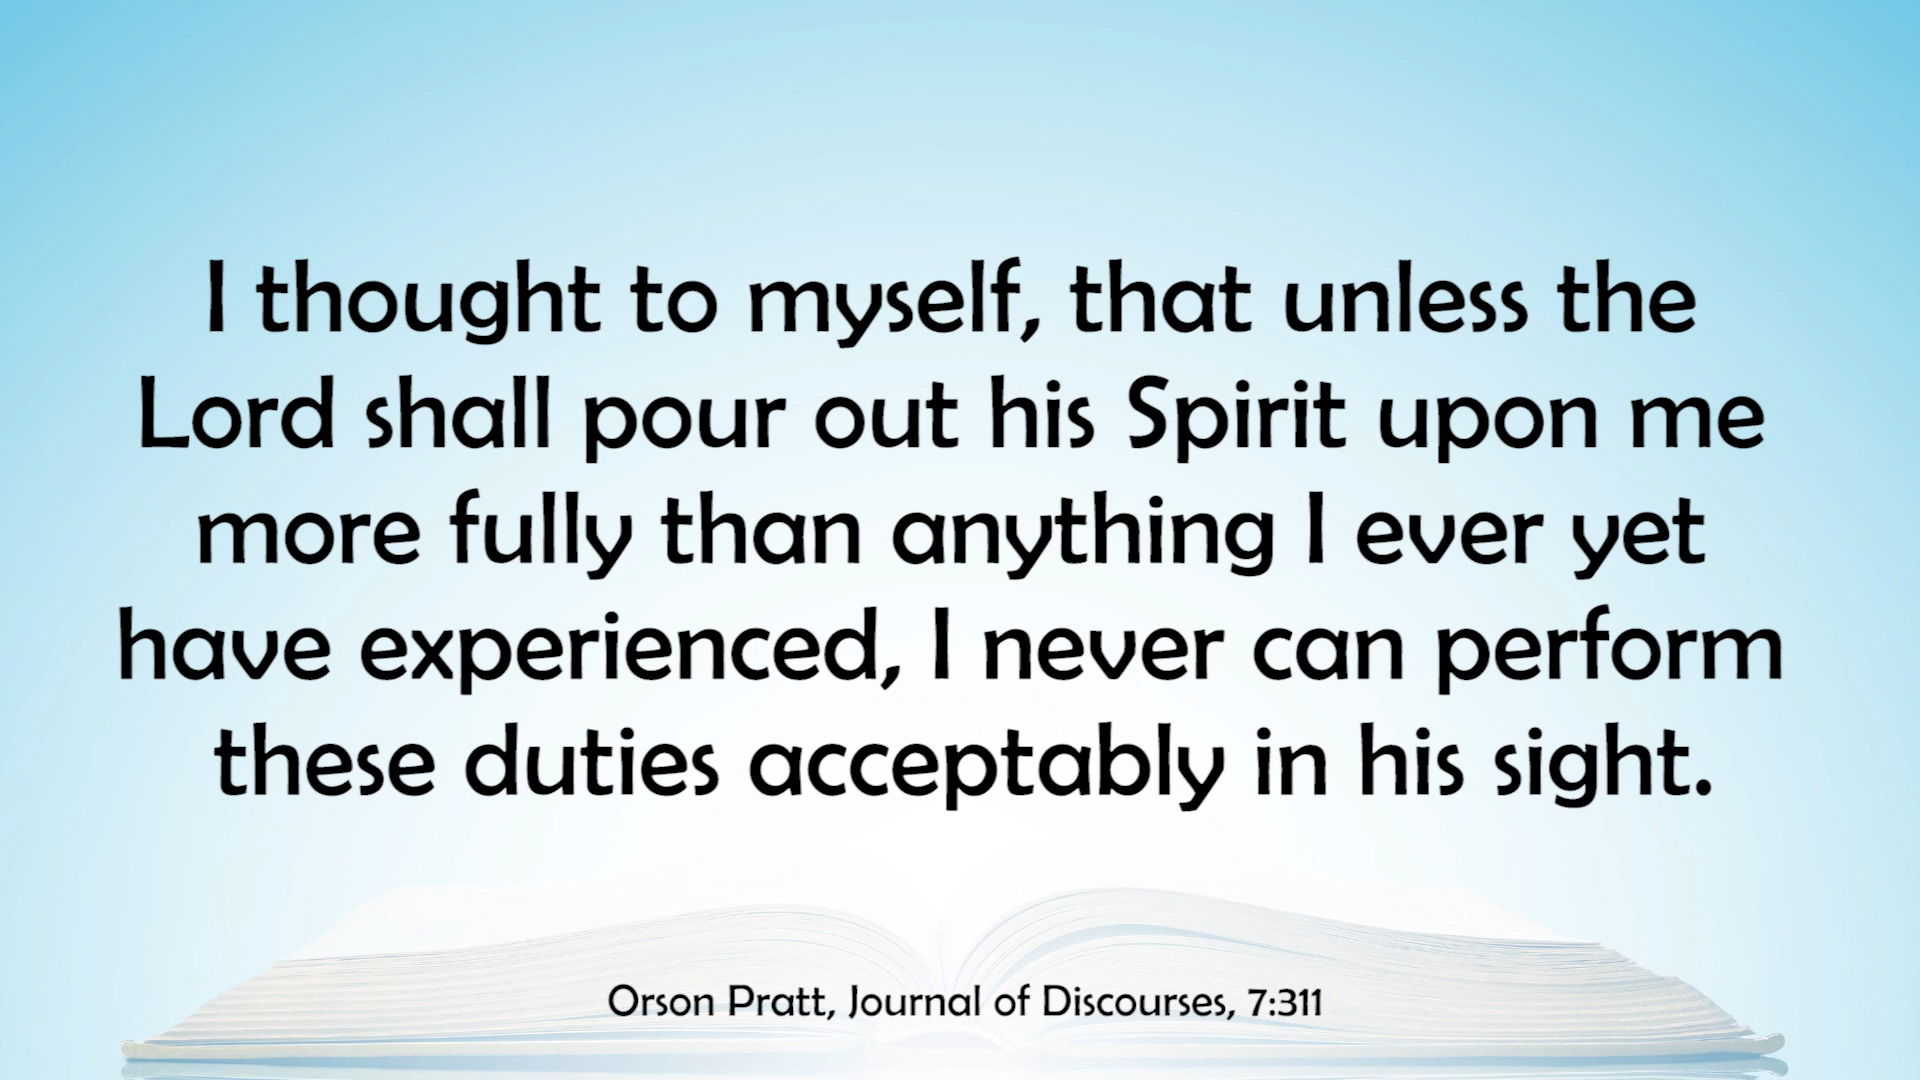 I thought to myself, that unless the
Lord shall pour out his Spirit upon me
more fully than anything I ever yet
have experienced, I never can perform
these duties acceptably in his sight.
Orson Pratt, Journal of Discourses, 7:311